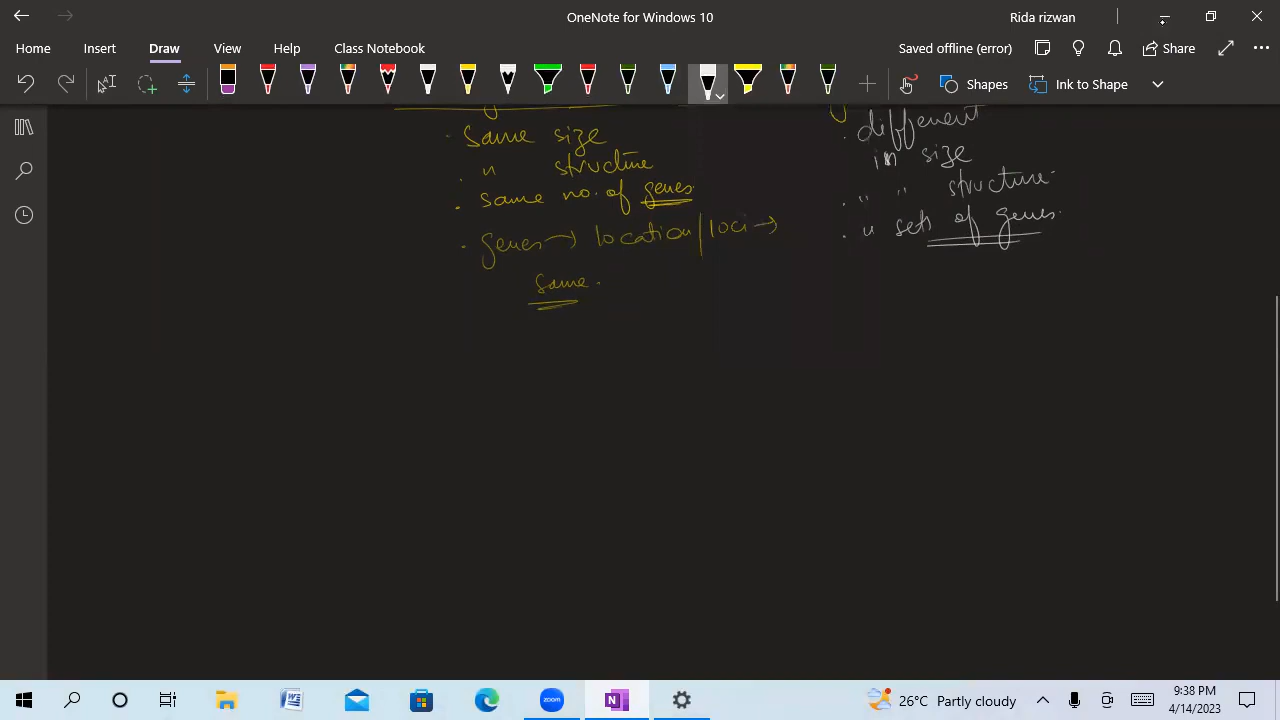 OneNote for Windows 10
Rida rizwan
Home Insert Draw View Help Class Notebook
Saved offline (error)
Share
Shapes
Ink to Shape
· same size
· " structure
· same no. of genes
· genes → location/loci →
same.
· different
in size
· " " structure
· " sets of genes.
W
zoom
N
26°C Partly cloudy
9:38 PM
4/14/2023